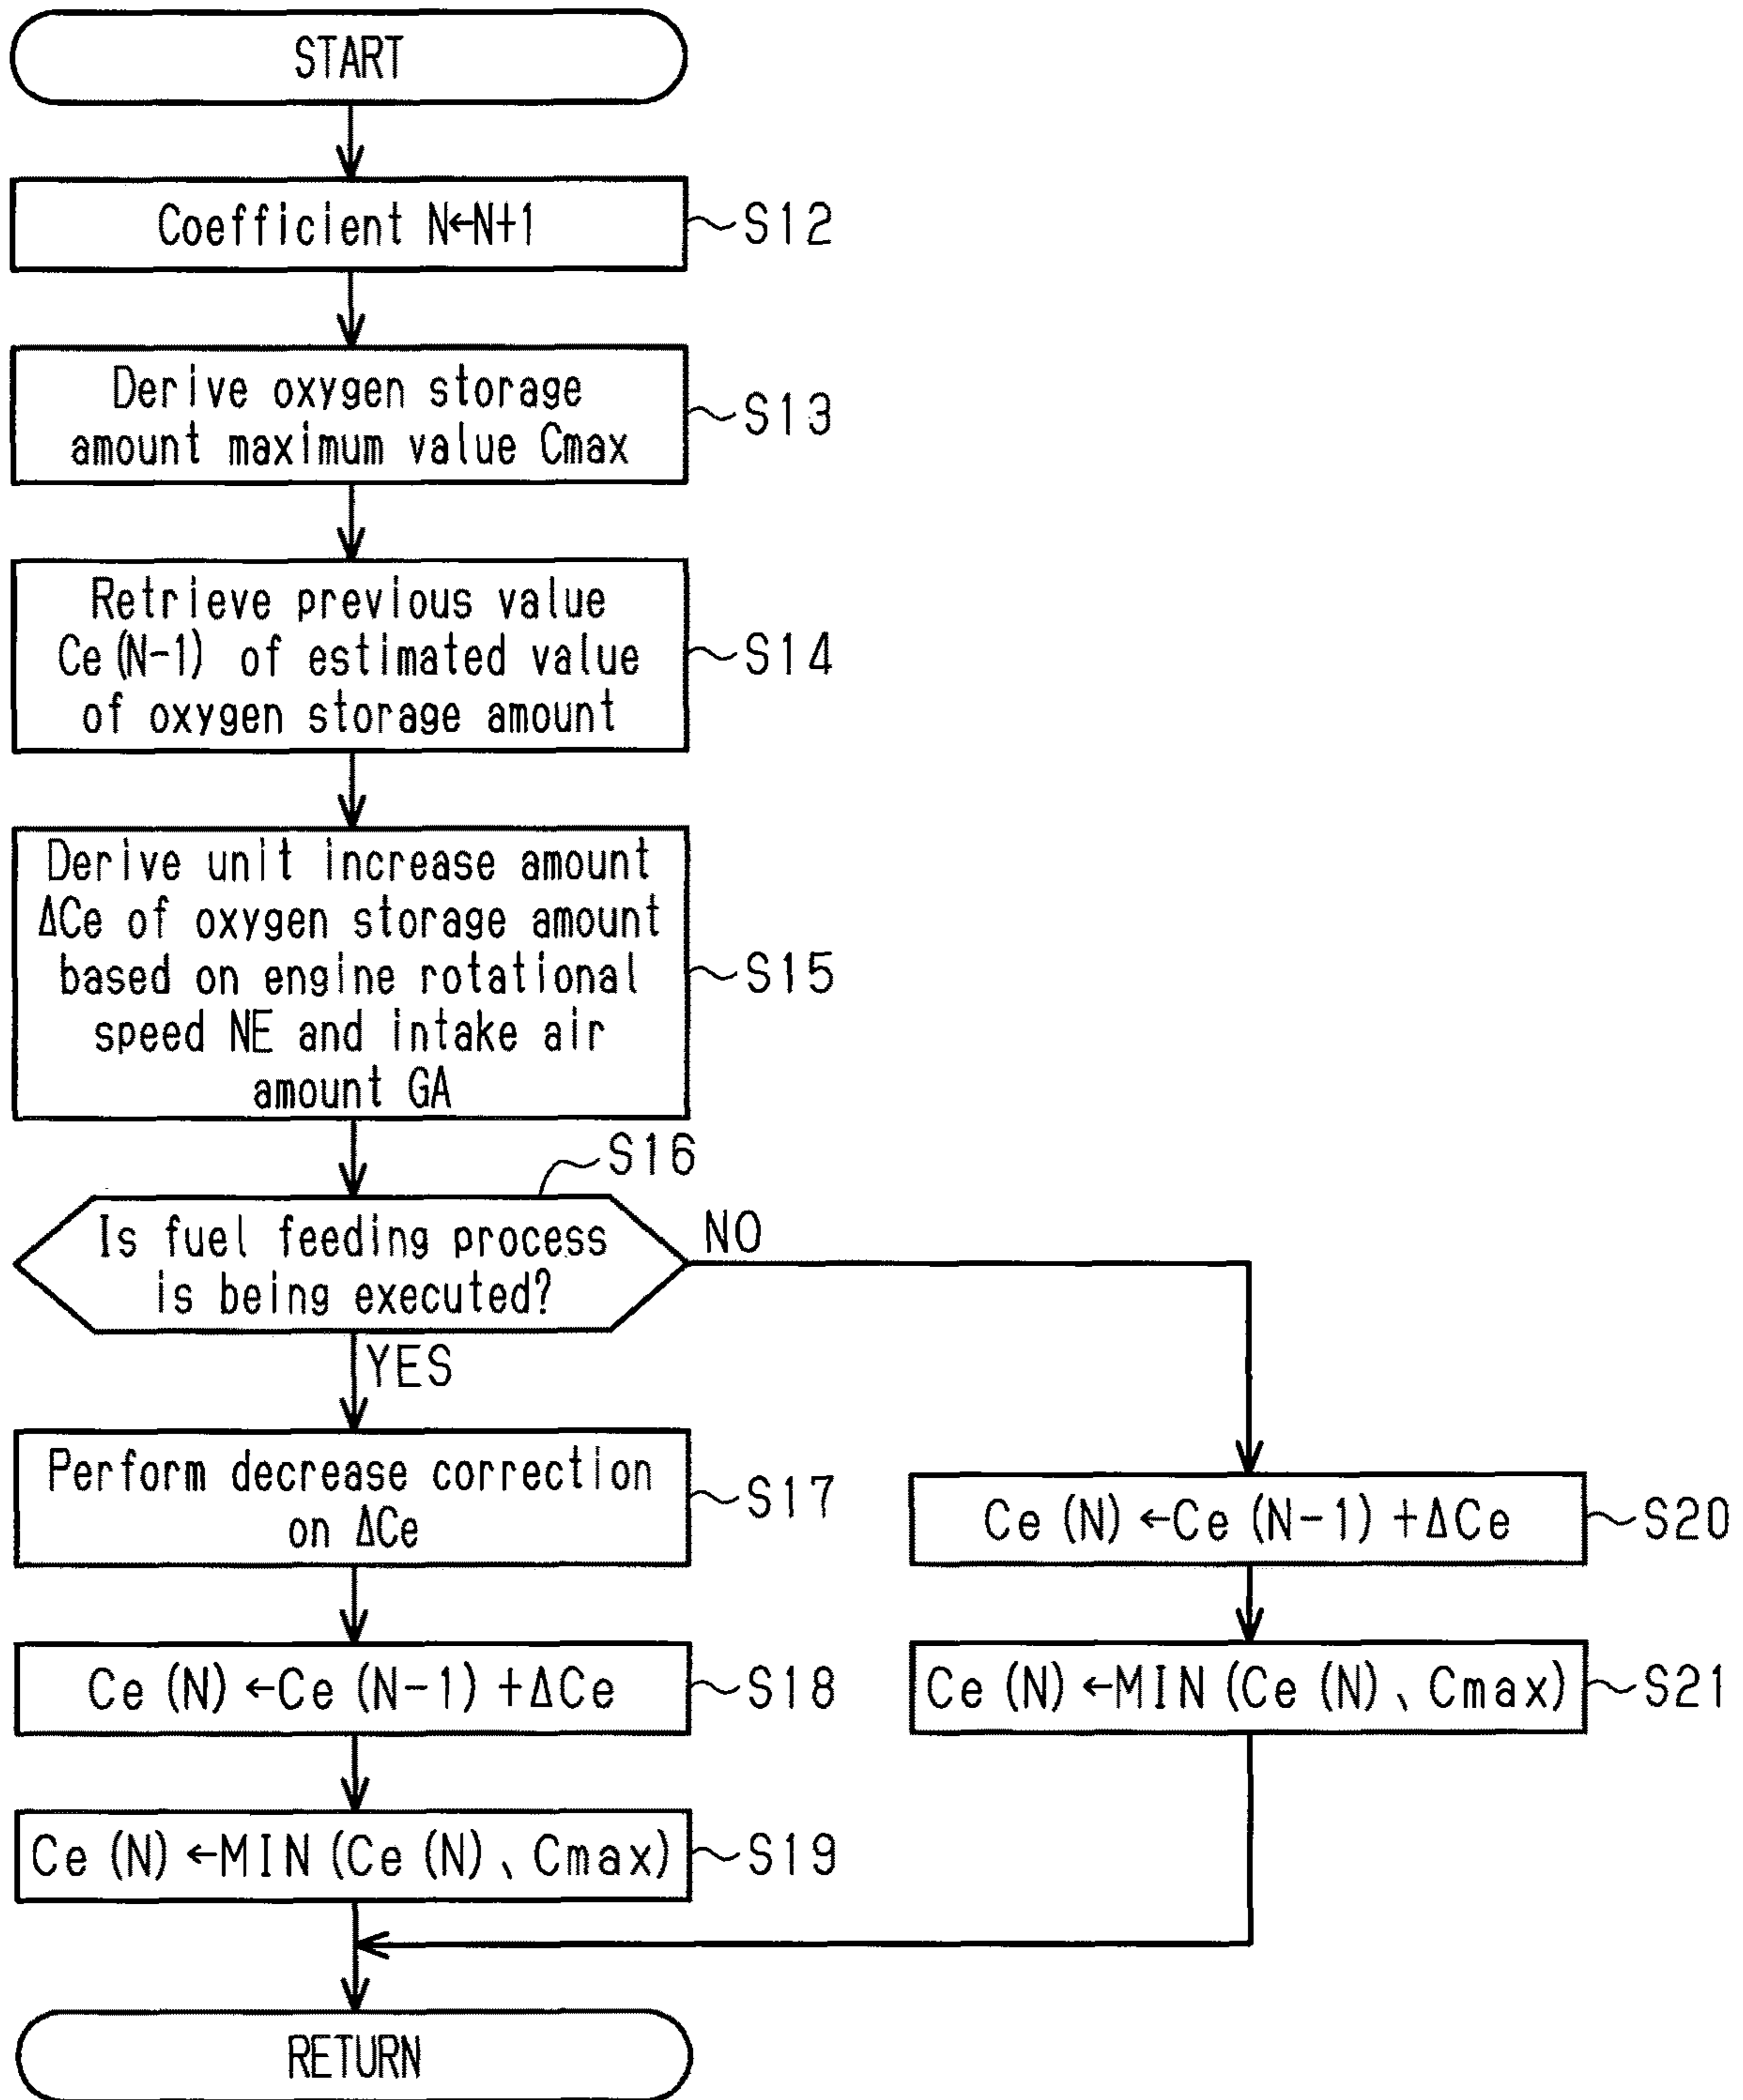 START
Coefficient N←N+1
S12
Derive oxygen storage
amount maximum value Cmax
S13
Retrieve previous value
Ce(N-1) of estimated value
of oxygen storage amount
S14
Derive unit increase amount
ΔCe of oxygen storage amount
based on engine rotational
speed NE and intake air
amount GA
S15
S16
Is fuel feeding process
is being executed?
NO
YES
Perform decrease correction
on ΔCe
S17
Ce(N)←Ce(N-1)+ΔCe
S20
Ce(N)←Ce(N-1)+ΔCe
S18
Ce(N)←MIN(Ce(N)、Cmax)
S21
Ce(N)←MIN(Ce(N)、Cmax)
S19
RETURN